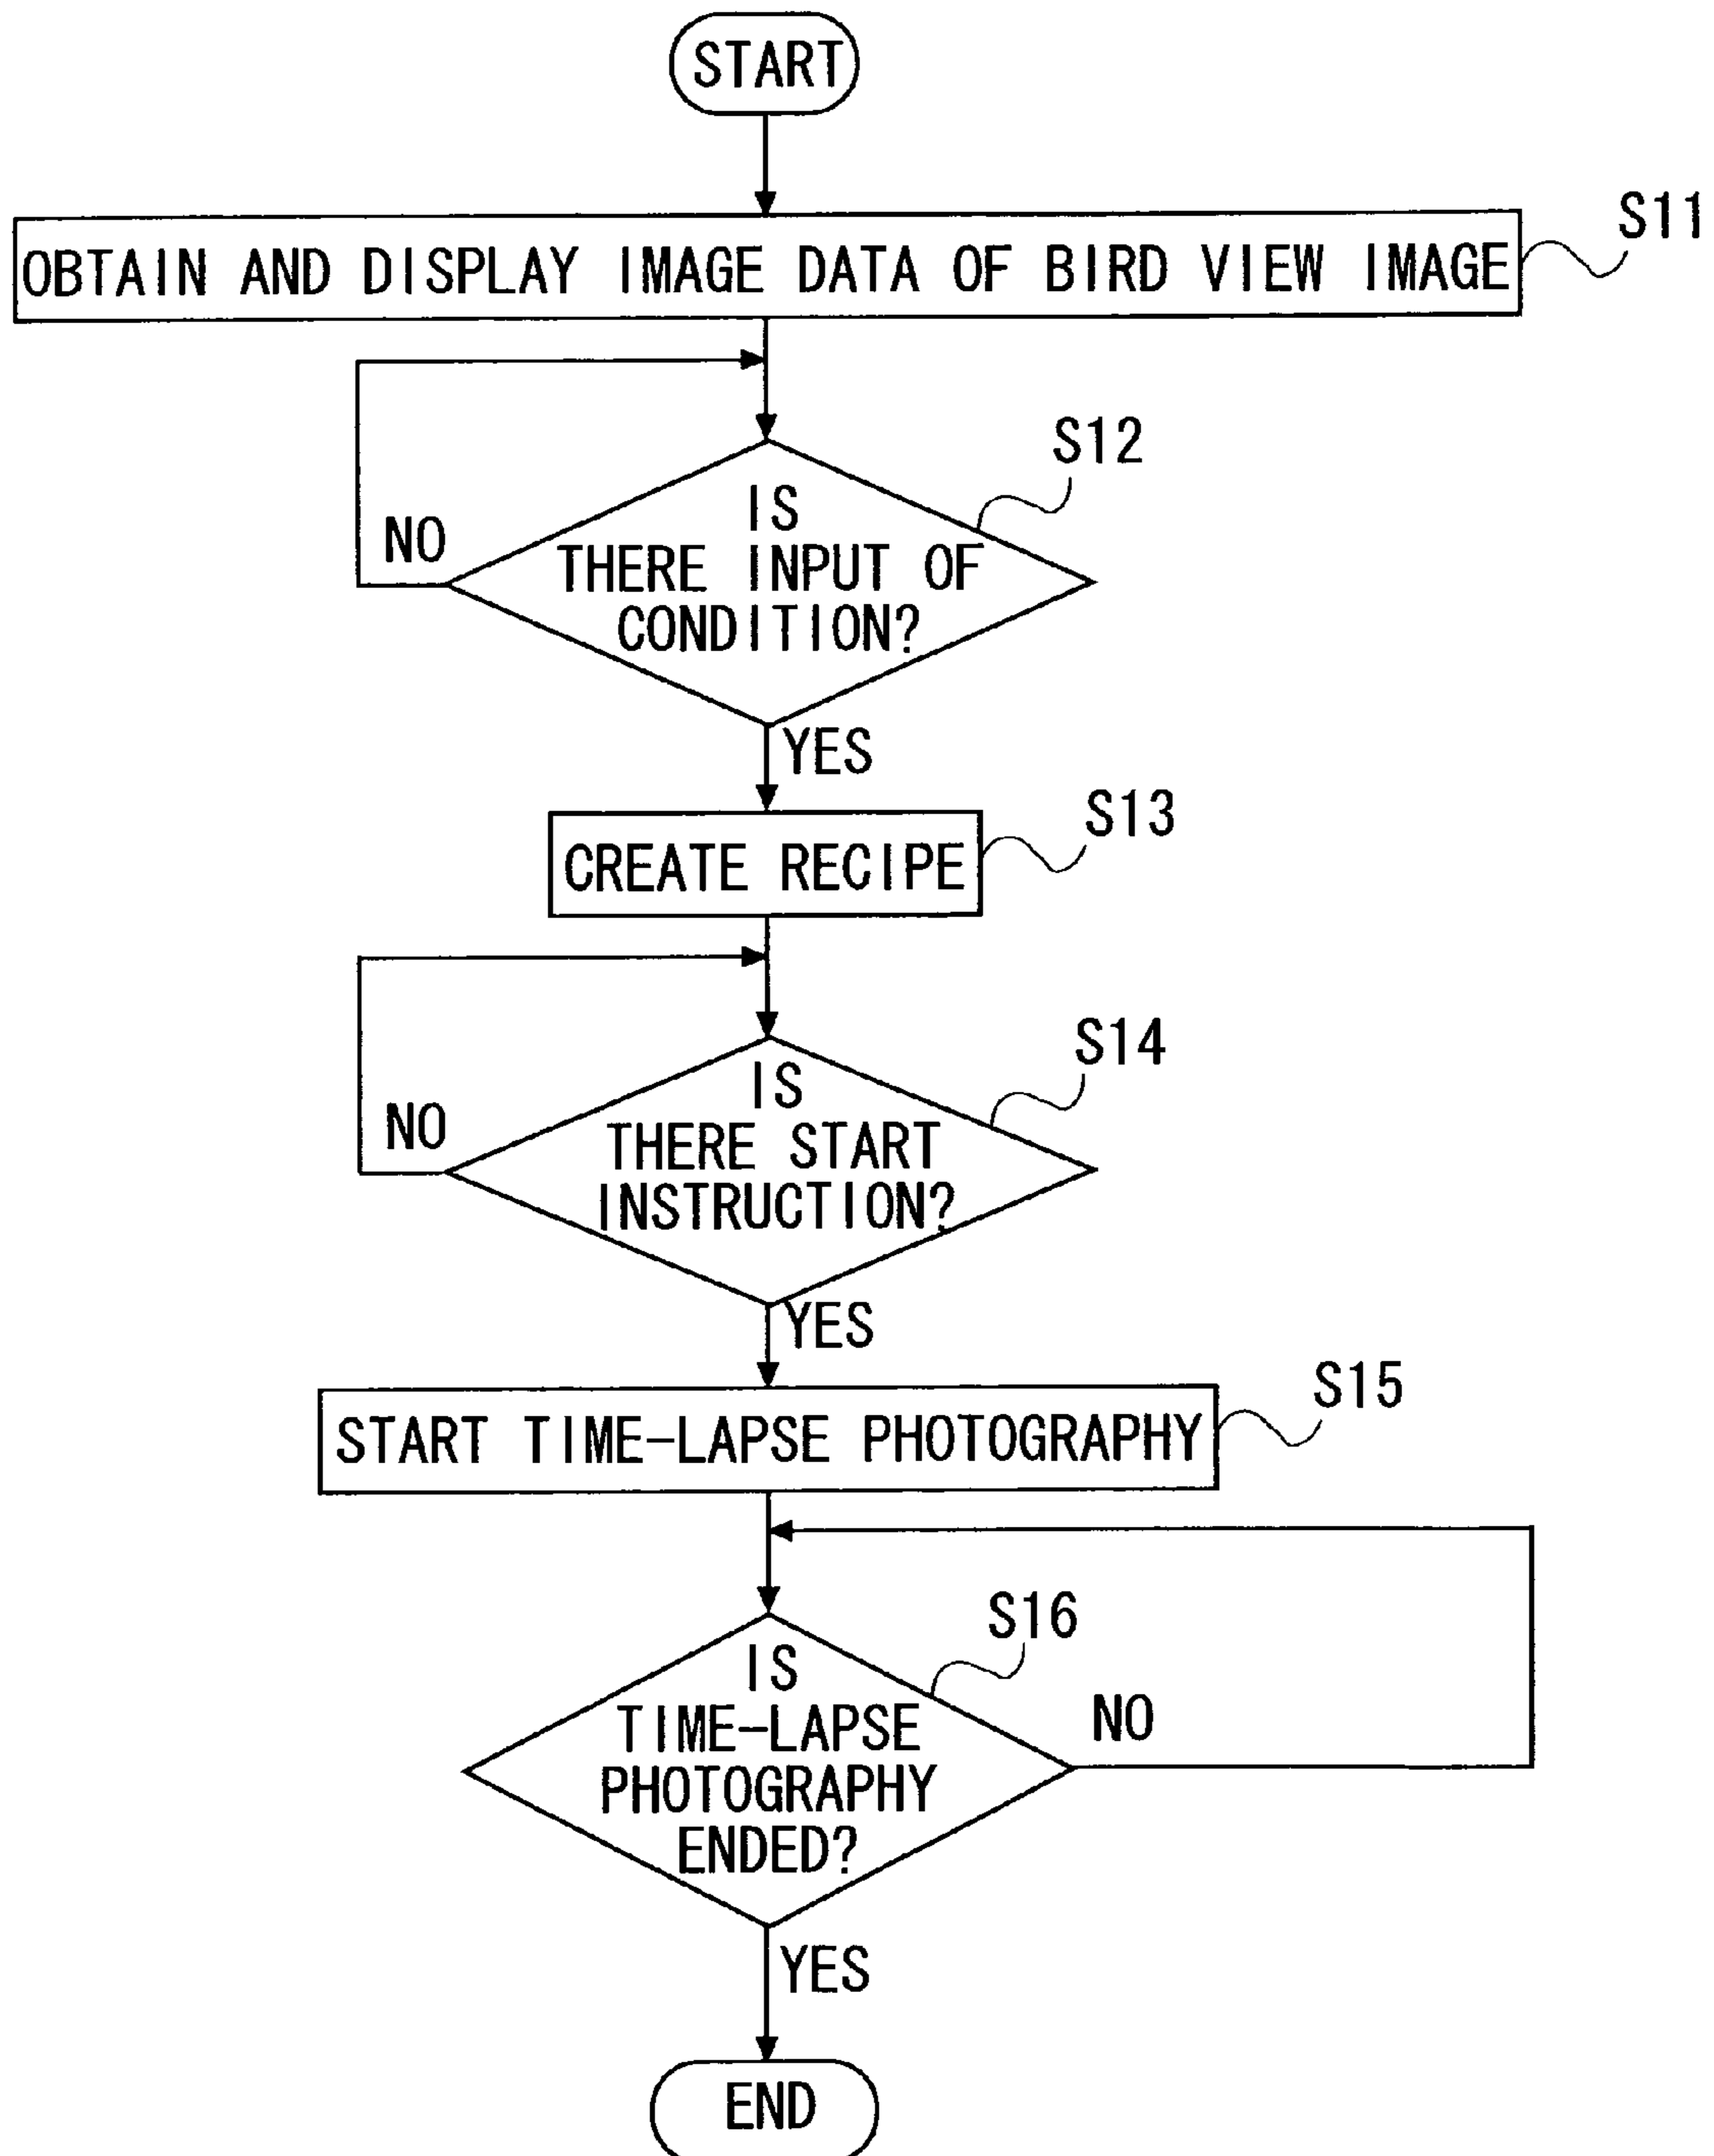 START
S11
OBTAIN AND DISPLAY IMAGE DATA OF BIRD VIEW IMAGE
S12
IS
THERE INPUT OF
CONDITION?
NO
YES
S13
CREATE RECIPE
S14
IS
THERE START
INSTRUCTION?
NO
YES
S15
START TIME-LAPSE PHOTOGRAPHY
S16
IS
TIME-LAPSE
PHOTOGRAPHY
ENDED?
NO
YES
END